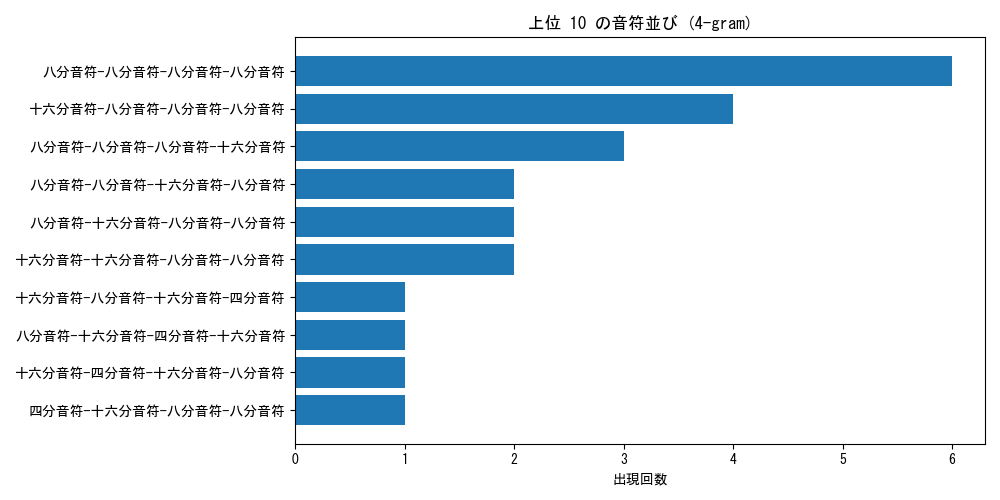 上位 10 の音符並び (4-gram)
八分音符-八分音符-八分音符-八分音符
十六分音符-八分音符-八分音符-八分音符
八分音符-八分音符-八分音符-十六分音符
八分音符-八分音符-十六分音符-八分音符
八分音符-十六分音符-八分音符-八分音符
十六分音符-十六分音符-八分音符-八分音符
十六分音符-八分音符-十六分音符-四分音符
八分音符-十六分音符-四分音符-十六分音符
十六分音符-四分音符-十六分音符-八分音符
四分音符-十六分音符-八分音符-八分音符
0 1 2 3 4 5 6
出現回数